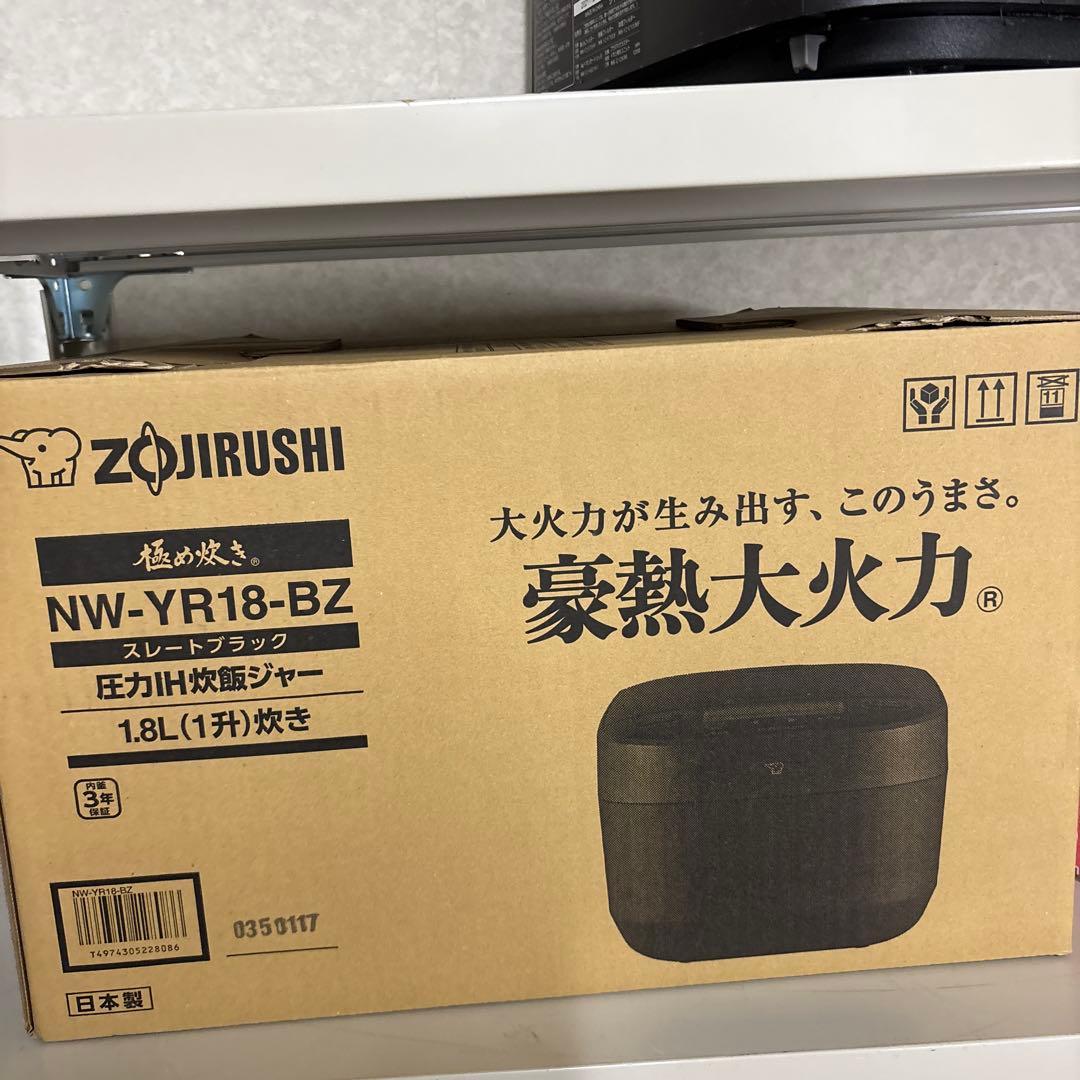 ZOJIRUSHI
極め炊き®
NW-YR18-BZ
スレートブラック
圧力IH炊飯ジャー
1.8L(1升)炊き
内釜
3年
保証
NW-YR18-BZ
T4974305228086
0350117
日本製
11
大火力が生み出す、このうまさ。
豪熱大火力®